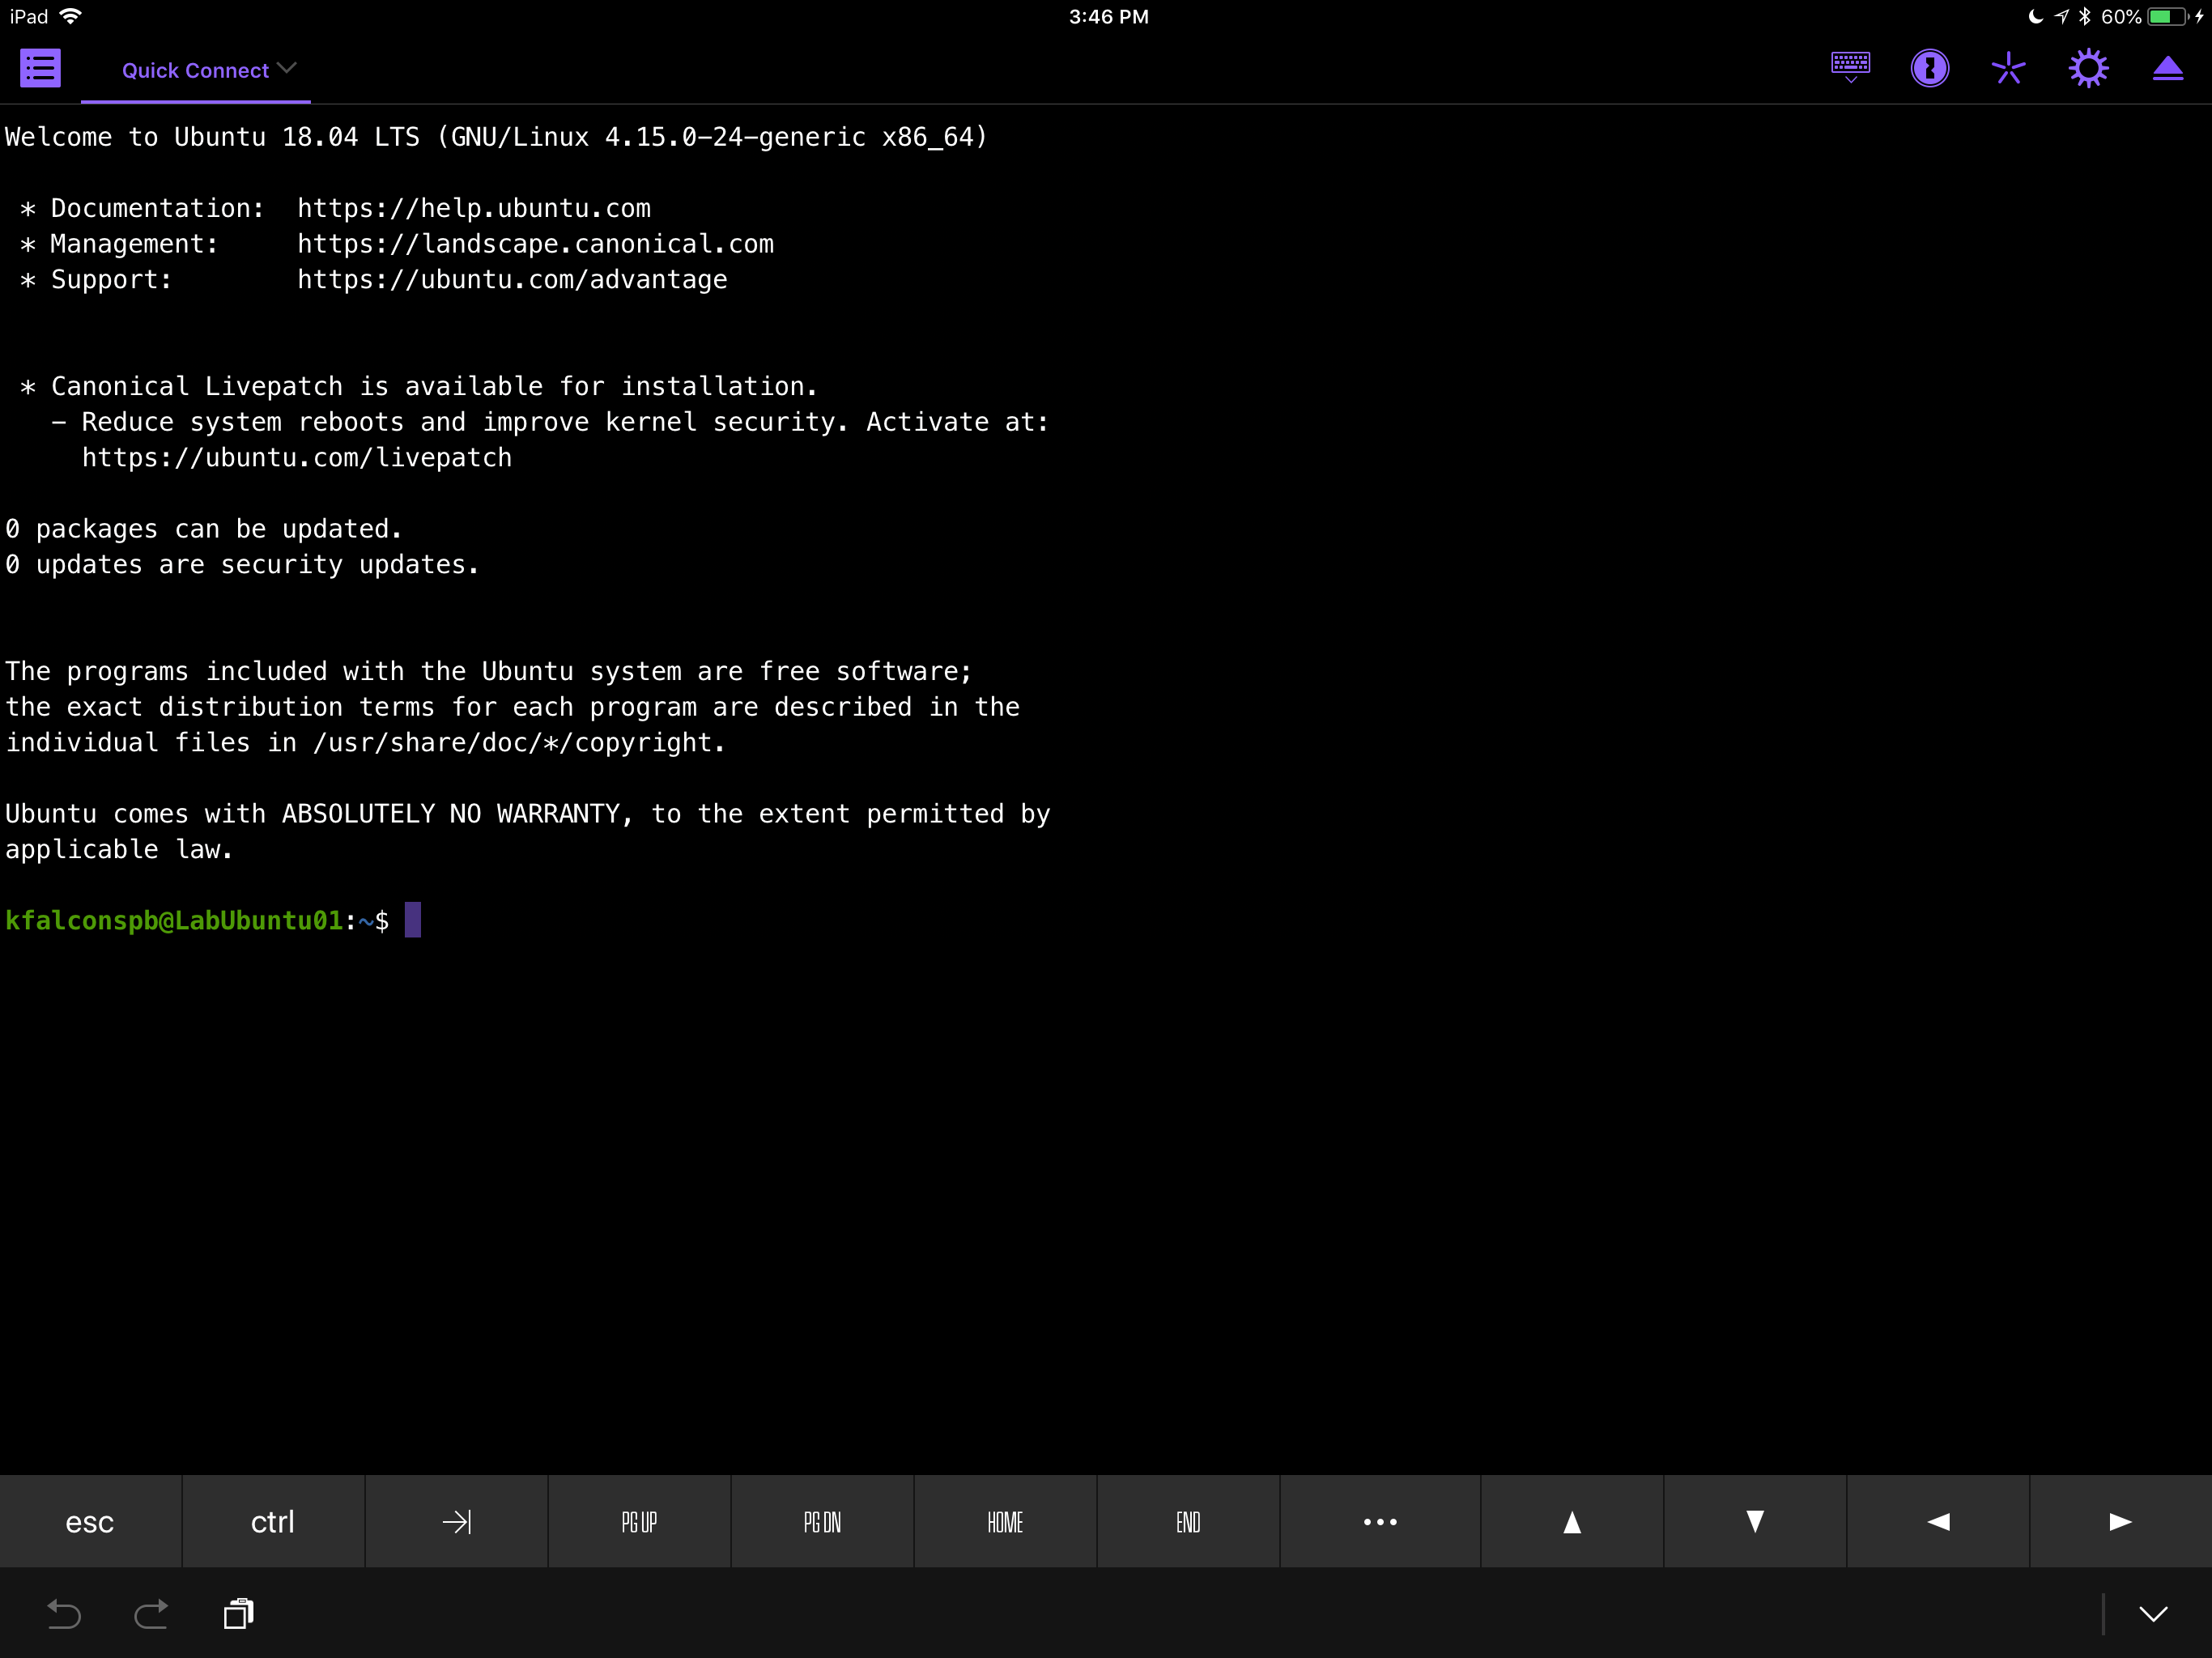 iPad 3:46 PM 60%
Quick Connect
Welcome to Ubuntu 18.04 LTS (GNU/Linux 4.15.0-24-generic x86_64)
* Documentation:  https://help.ubuntu.com
* Management:     https://landscape.canonical.com
* Support:        https://ubuntu.com/advantage
* Canonical Livepatch is available for installation.
- Reduce system reboots and improve kernel security. Activate at:
https://ubuntu.com/livepatch
0 packages can be updated.
0 updates are security updates.
The programs included with the Ubuntu system are free software;
the exact distribution terms for each program are described in the
individual files in /usr/share/doc/*/copyright.
Ubuntu comes with ABSOLUTELY NO WARRANTY, to the extent permitted by
applicable law.
kfalconspb@LabUbuntu01:~$
esc ctrl PG UP PG DN HOME END •••